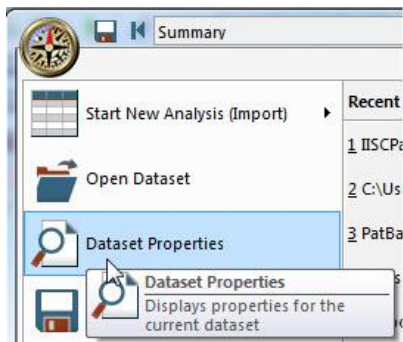 Summary
Start New Analysis (Import)
Recent
1 IISCPa
Open Dataset
2 C:\Us
Dataset Properties
3 PatBa
Dataset Properties
Displays properties for the
current dataset